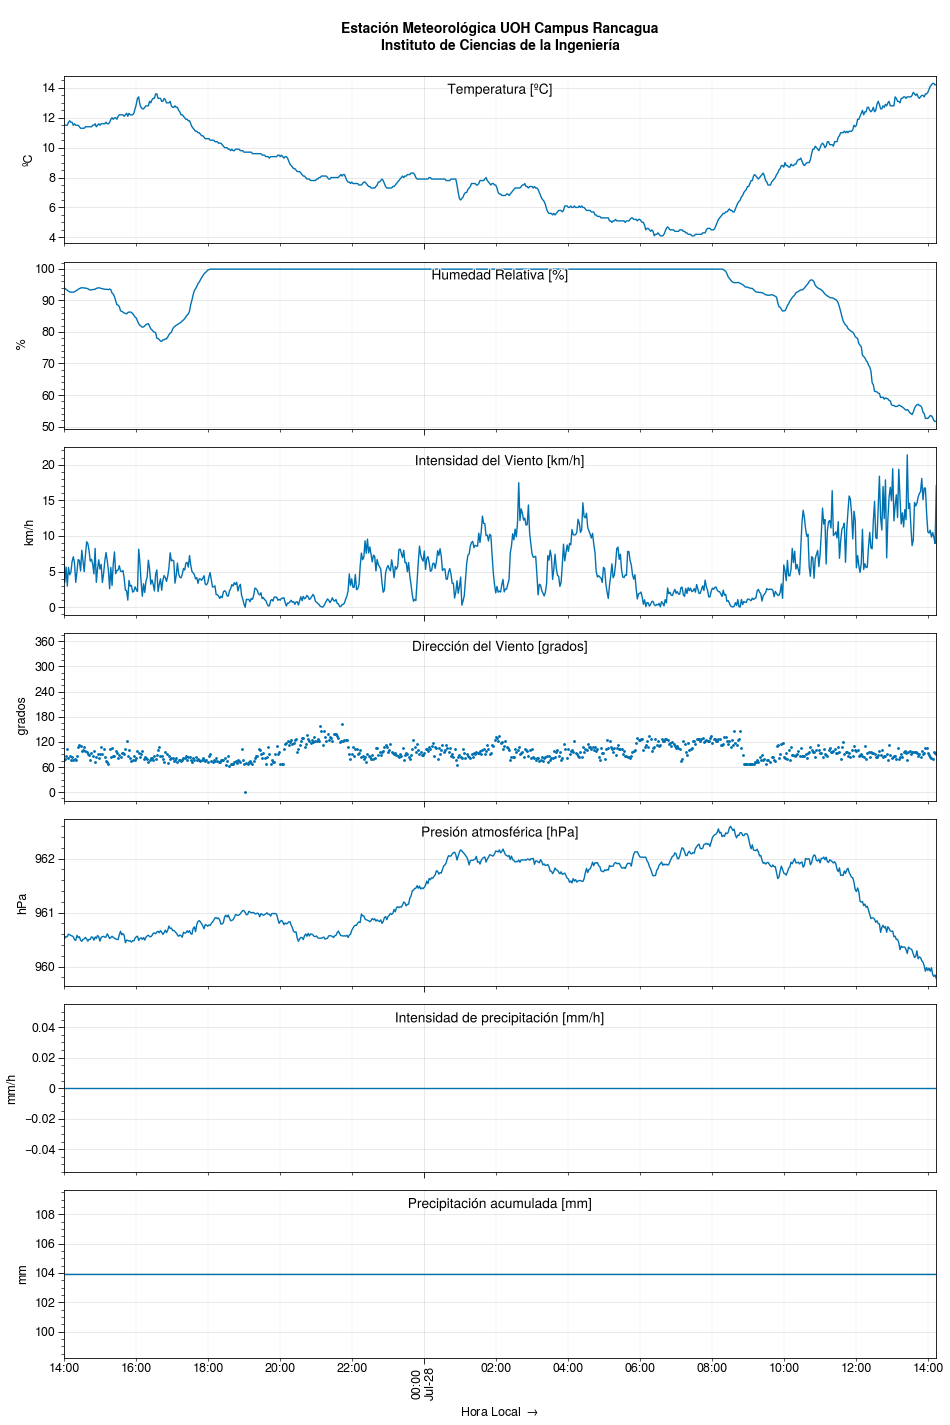 Estación Meteorológica UOH Campus Rancagua
Instituto de Ciencias de la Ingeniería
Temperatura [ºC]
ºC
14
12
10
8
6
4
Humedad Relativa [%]
%
100
90
80
70
60
50
Intensidad del Viento [km/h]
km/h
20
15
10
5
0
Dirección del Viento [grados]
grados
360
300
240
180
120
60
0
Presión atmosférica [hPa]
hPa
962
961
960
Intensidad de precipitación [mm/h]
mm/h
0.04
0.02
0
−0.02
−0.04
Precipitación acumulada [mm]
mm
108
106
104
102
100
14:00 16:00 18:00 20:00 22:00 00:00 02:00 04:00 06:00 08:00 10:00 12:00 14:00
Jul-28
Hora Local →